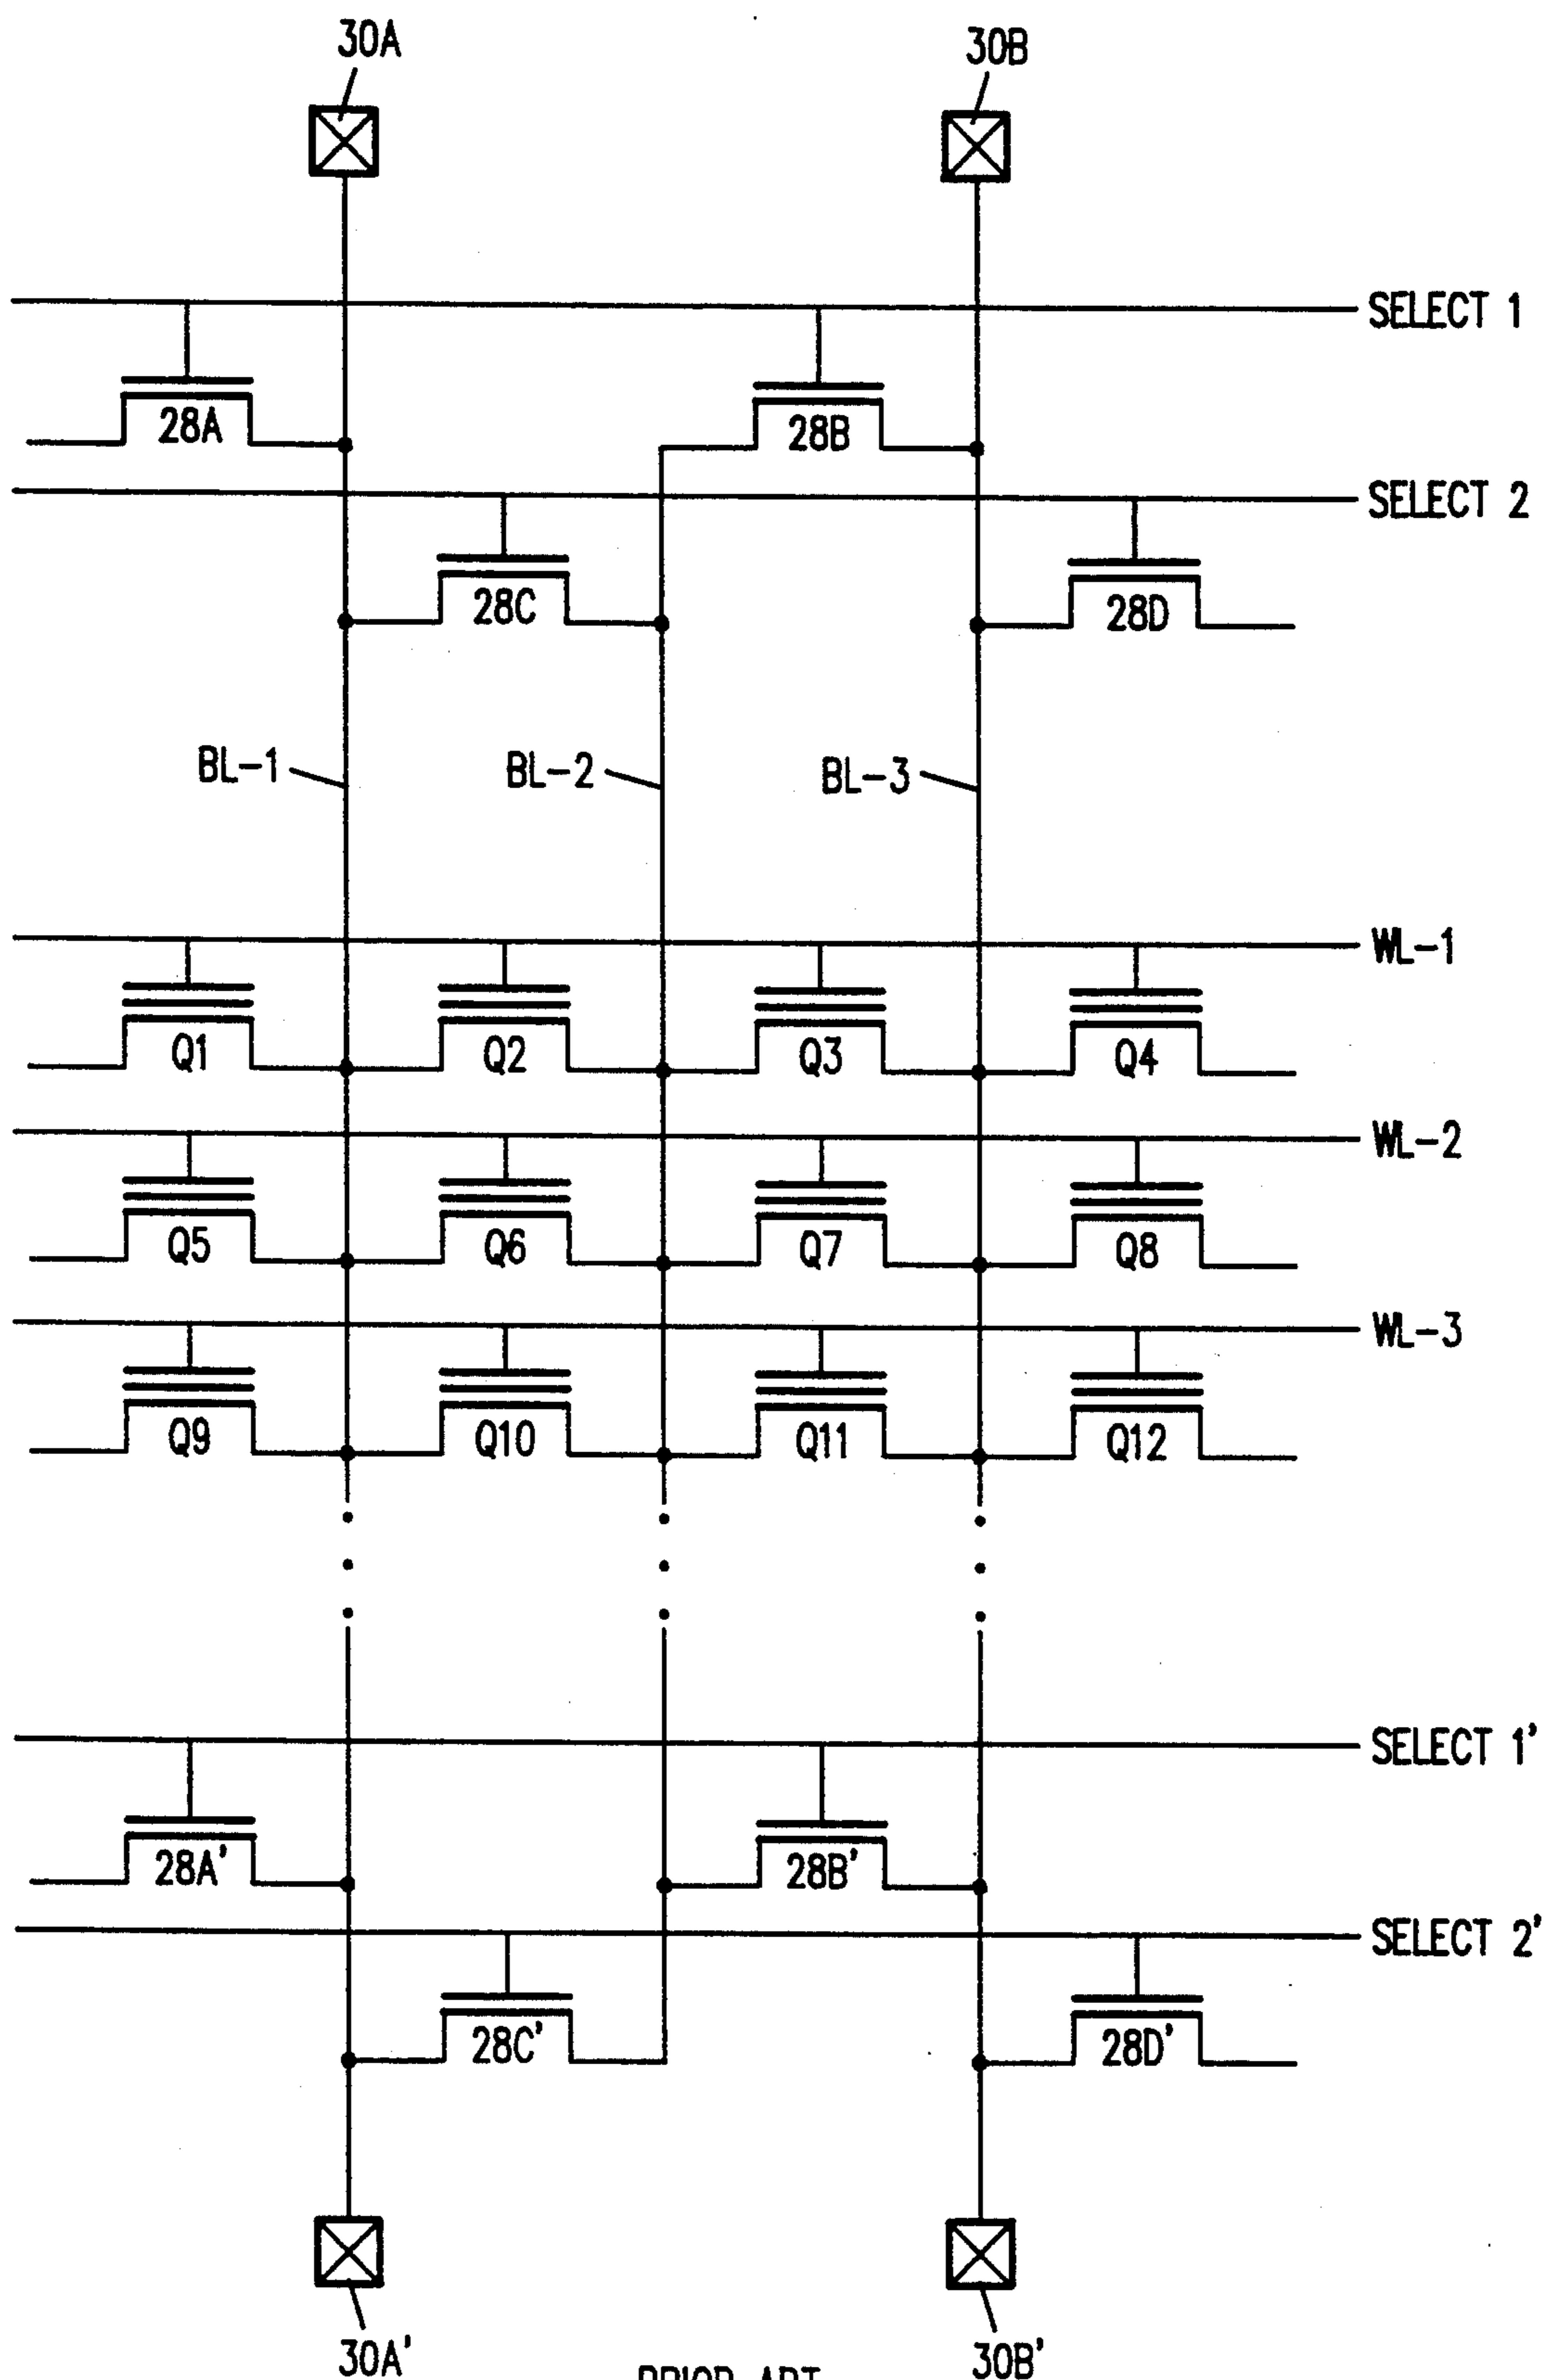 30A
30B
SELECT 1
28A
28B
SELECT 2
28C
28D
BL-1
BL-2
BL-3
WL-1
Q1
Q2
Q3
Q4
WL-2
Q5
Q6
Q7
Q8
WL-3
Q9
Q10
Q11
Q12
SELECT 1'
28A'
28B'
SELECT 2'
28C'
28D'
30A'
30B'
PRIOR ART